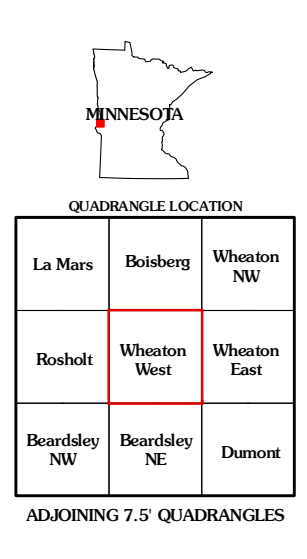 MINNESOTA
QUADRANGLE LOCATION
La Mars
Boisberg
Wheaton
NW
Rosholt
Wheaton
West
Wheaton
East
Beardsley
NW
Beardsley
NE
Dumont
ADJOINING 7.5' QUADRANGLES